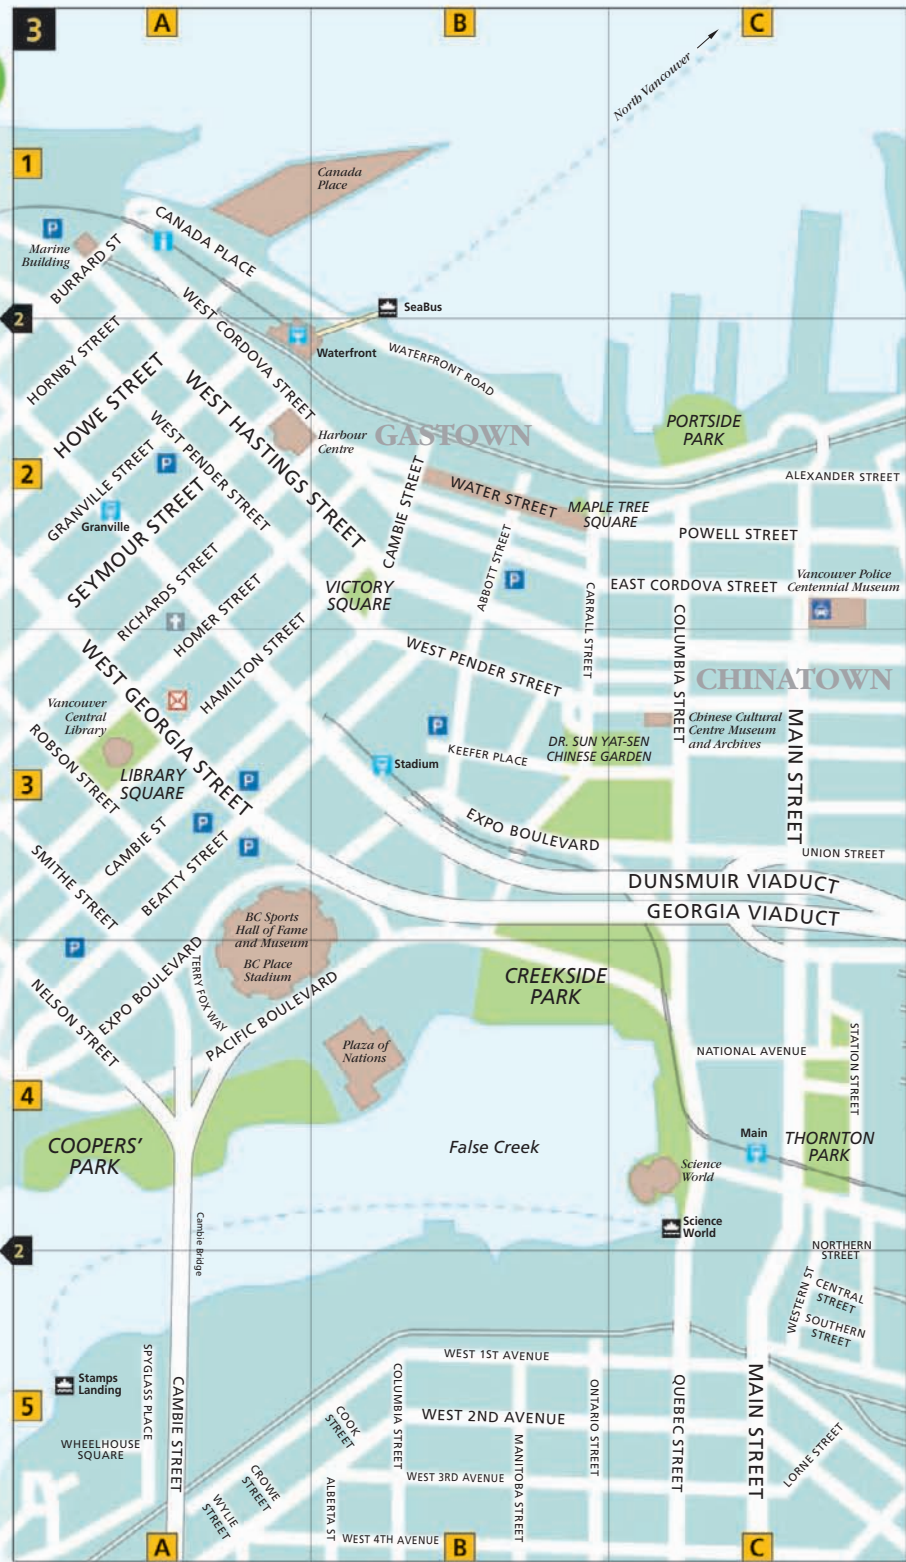 3
A
B
C
North Vancouver
1
Canada
Place
P
Marine
Building
BURRARD ST
CANADA PLACE
i
SeaBus
2
Waterfront
HORNBY STREET
WEST CORDOVA STREET
WATERFRONT ROAD
HOWE STREET
WEST HASTINGS STREET
PORTSIDE
PARK
WEST PENDER STREET
Harbour
Centre
GASTOWN
2
P
GRANVILLE STREET
Granville
SEYMOUR STREET
CAMBIE STREET
WATER STREET
MAPLE TREE
SQUARE
ALEXANDER STREET
POWELL STREET
ABBOTT STREET
P
VICTORY
SQUARE
RICHARDS STREET
HOMER STREET
CARRALL STREET
EAST CORDOVA STREET
Vancouver Police
Centennial Museum
COLUMBIA STREET
HAMILTON STREET
WEST GEORGIA STREET
WEST PENDER STREET
CHINATOWN
Vancouver
Central
Library
P
Chinese Cultural
Centre Museum
and Archives
MAIN STREET
ROBSON STREET
LIBRARY
SQUARE
Stadium
KEEFER PLACE
DR. SUN YAT-SEN
CHINESE GARDEN
3
P
P
CAMBIE ST
P
BEATTY STREET
EXPO BOULEVARD
UNION STREET
SMITHE STREET
DUNSMUIR VIADUCT
GEORGIA VIADUCT
BC Sports
Hall of Fame
and Museum
BC Place
Stadium
P
EXPO BOULEVARD
TERRY FOX WAY
PACIFIC BOULEVARD
NELSON STREET
CREEKSIDE
PARK
Plaza of
Nations
NATIONAL AVENUE
STATION STREET
4
COOPERS'
PARK
False Creek
Main
THORNTON
PARK
Science
World
Science
World
Cambie Bridge
2
NORTHERN
STREET
WESTERN ST
CENTRAL
STREET
SOUTHERN
STREET
WEST 1ST AVENUE
Stamps
Landing
SPYGLASS PLACE
CAMBIE STREET
5
WHEELHOUSE
SQUARE
COOK
STREET
COLUMBIA STREET
WEST 2ND AVENUE
MANITOBA STREET
ONTARIO STREET
QUEBEC STREET
MAIN STREET
LORNE STREET
CROWE
STREET
WYLIE
STREET
ALBERTA ST
WEST 3RD AVENUE
WEST 4TH AVENUE
A
B
C